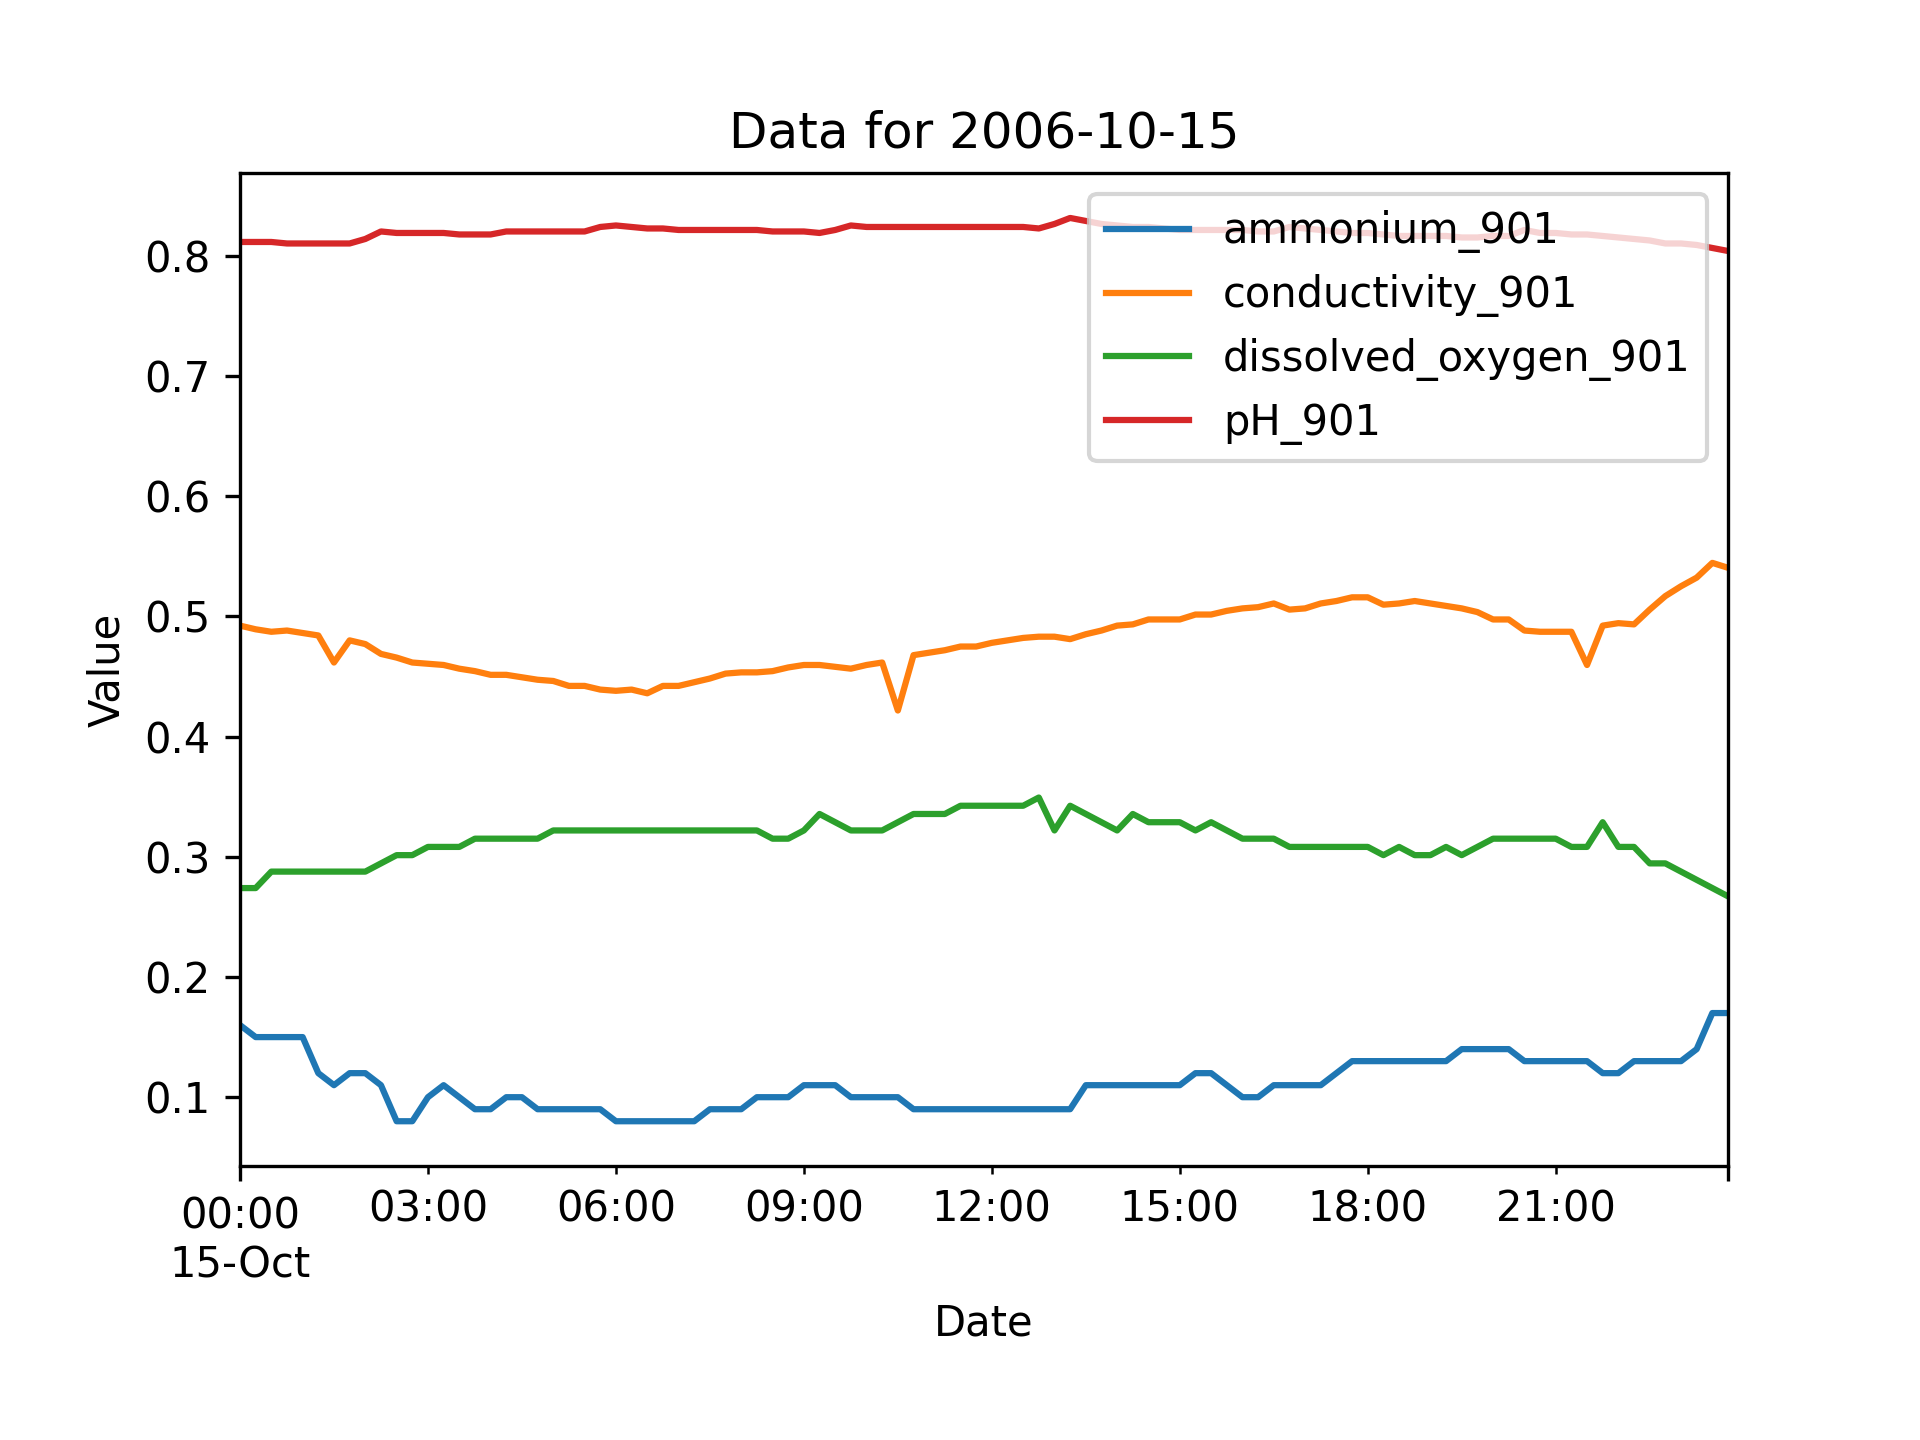 Data for 2006-10-15
ammonium_901
conductivity_901
dissolved_oxygen_901
pH_901
0.8
0.7
0.6
0.5
0.4
0.3
0.2
0.1
Value
00:00 03:00 06:00 09:00 12:00 15:00 18:00 21:00
15-Oct
Date